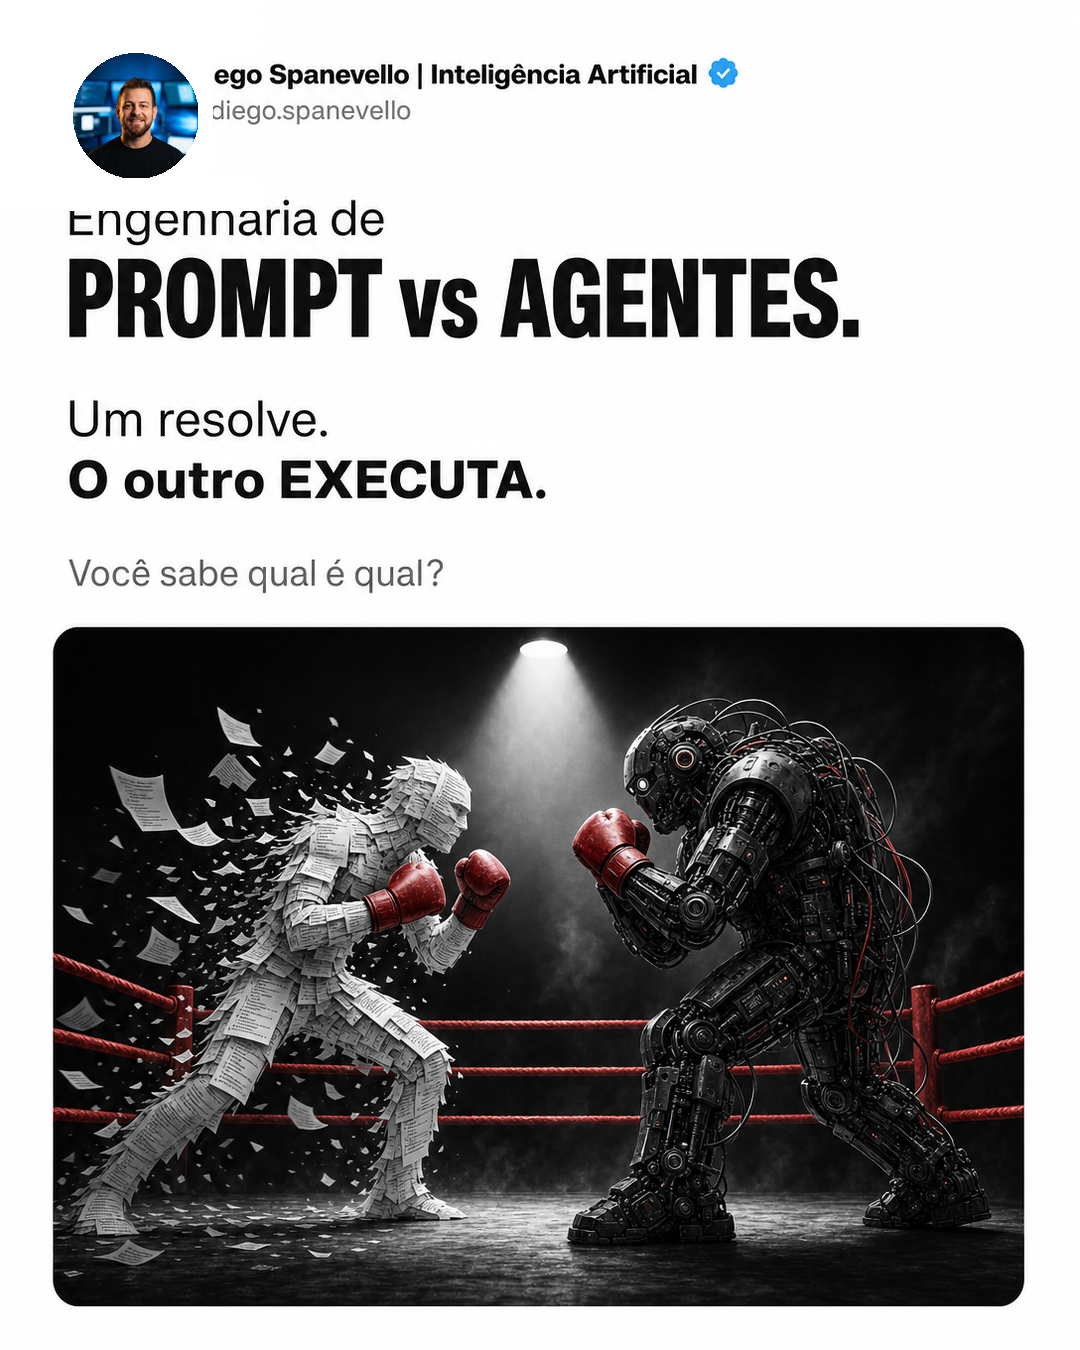 ego Spanevello | Inteligência Artificial
diego.spanevello
Engenharia de
PROMPT vs AGENTES.
Um resolve.
O outro EXECUTA.
Você sabe qual é qual?